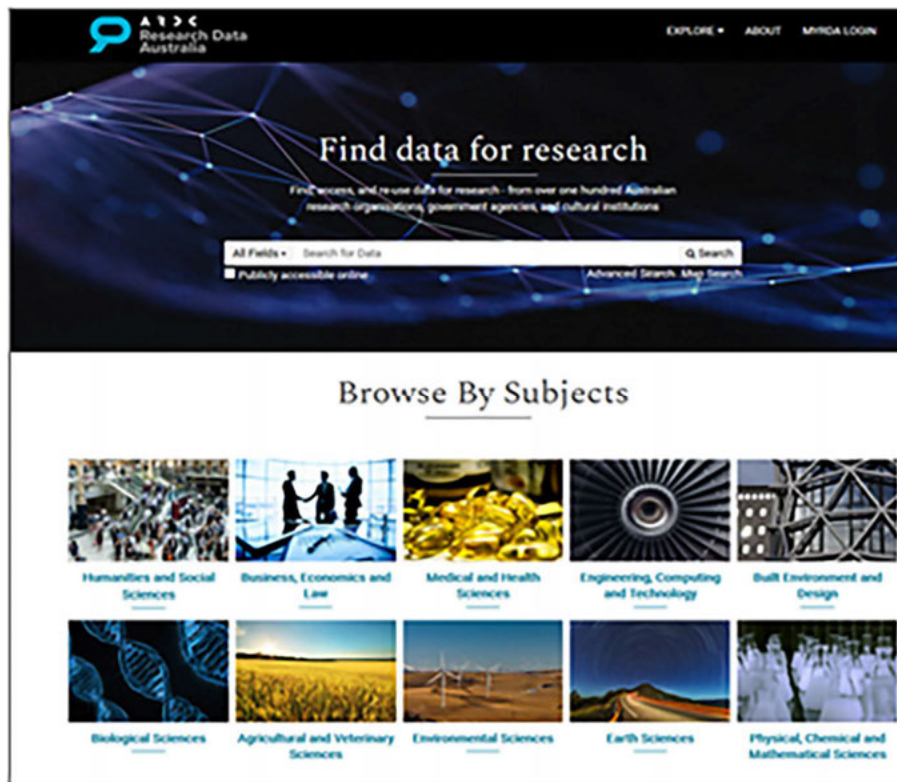 ARDC
Research Data
Australia
EXPLORE ▾ ABOUT MYRDA LOGIN
Find data for research
Find, access, and re-use data for research - from over one hundred Australian
research organisations, government agencies, and cultural institutions
All Fields ▾ Search for Data Search
Publicly accessible online Advanced Search Map Search
Browse By Subjects
Humanities and Social
Sciences
Business, Economics and
Law
Medical and Health
Sciences
Engineering, Computing
and Technology
Built Environment and
Design
Biological Sciences
Agricultural and Veterinary
Sciences
Environmental Sciences
Earth Sciences
Physical, Chemical and
Mathematical Sciences